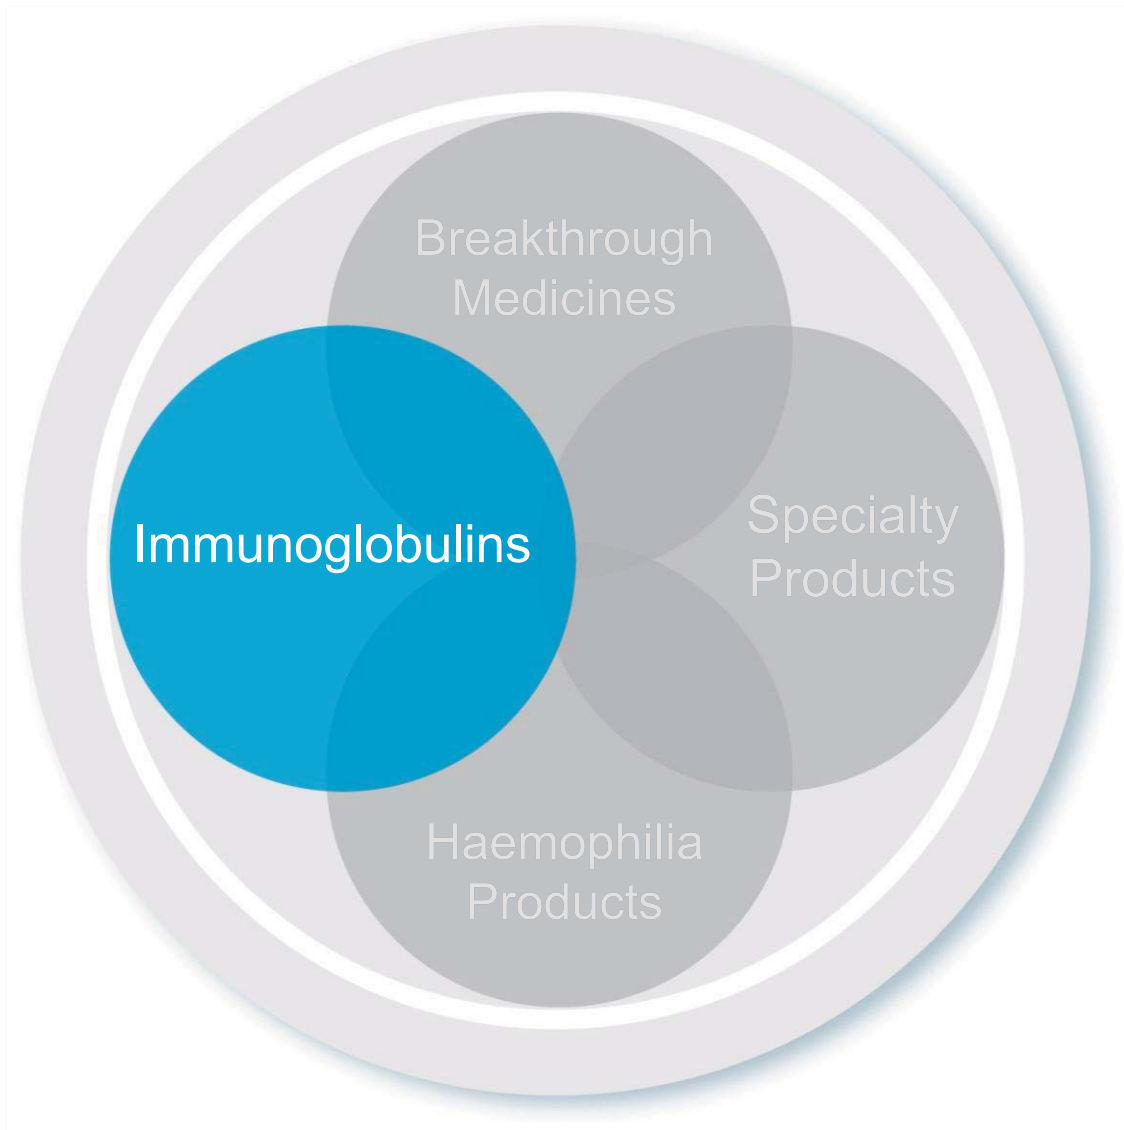 Breakthrough
Medicines
Immunoglobulins
Specialty
Products
Haemophilia
Products